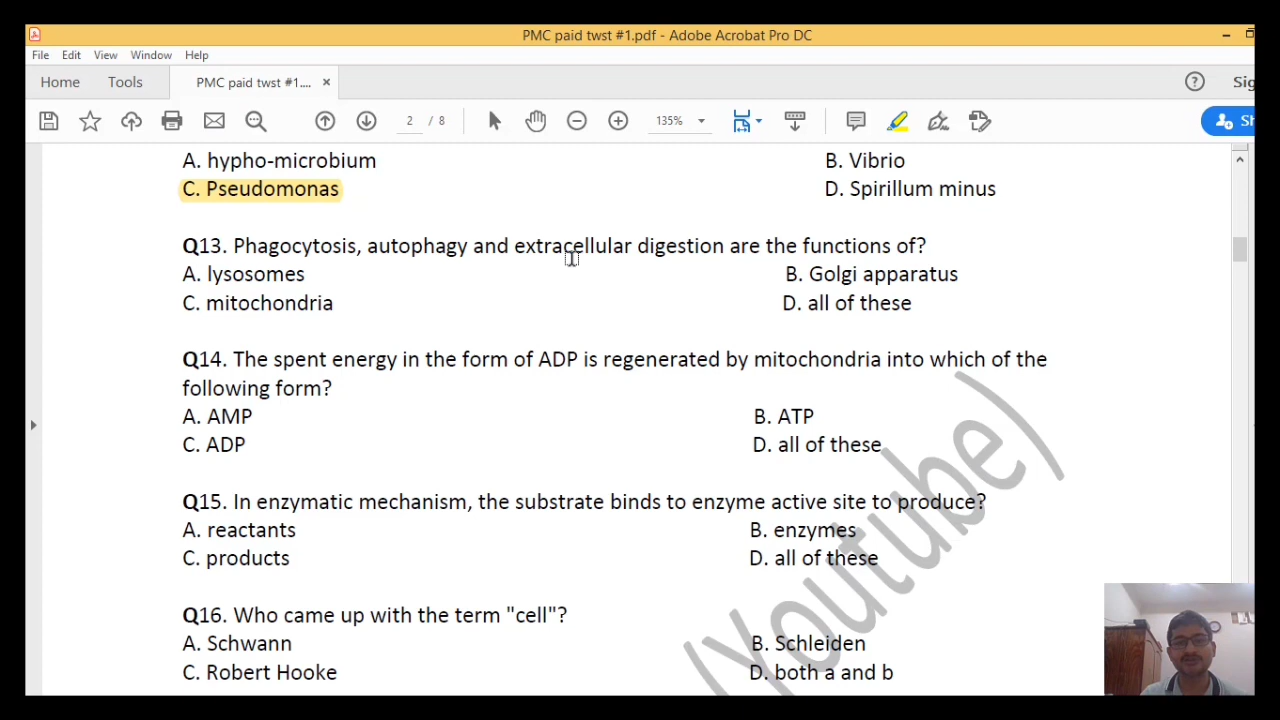 PMC paid twst #1.pdf - Adobe Acrobat Pro DC
File Edit View Window Help
Home Tools PMC paid twst #1.... × ? Sig
2 / 8 135% Sh
A. hypho-microbium B. Vibrio
C. Pseudomonas D. Spirillum minus
Q13. Phagocytosis, autophagy and extracellular digestion are the functions of?
A. lysosomes B. Golgi apparatus
C. mitochondria D. all of these
Q14. The spent energy in the form of ADP is regenerated by mitochondria into which of the
following form?
A. AMP B. ATP
C. ADP D. all of these
Q15. In enzymatic mechanism, the substrate binds to enzyme active site to produce?
A. reactants B. enzymes
C. products D. all of these
Q16. Who came up with the term "cell"?
A. Schwann B. Schleiden
C. Robert Hooke D. both a and b
(Youtube)